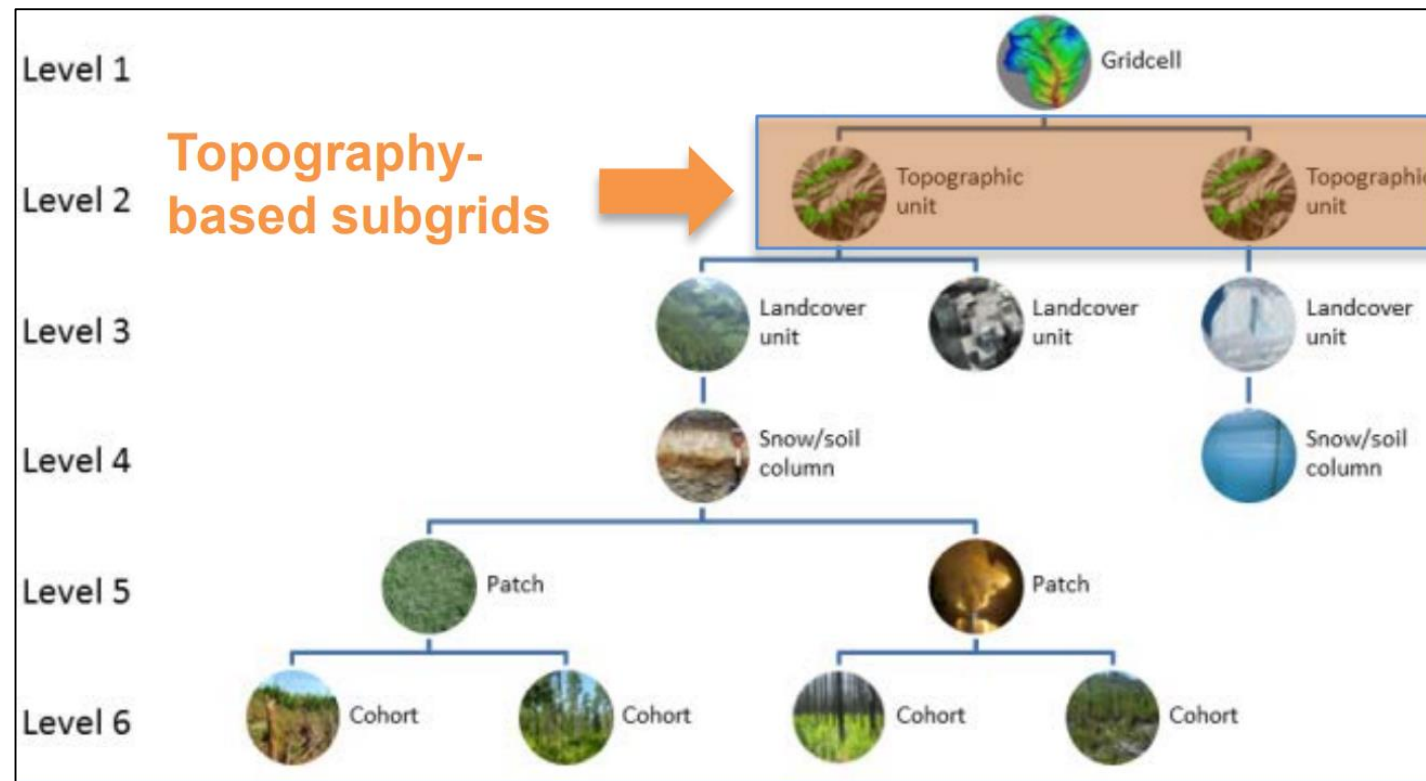 Level 1
Gridcell
Topography-
based subgrids
Level 2
Topographic
unit
Topographic
unit
Level 3
Landcover
unit
Landcover
unit
Landcover
unit
Level 4
Snow/soil
column
Snow/soil
column
Level 5
Patch
Patch
Level 6
Cohort
Cohort
Cohort
Cohort